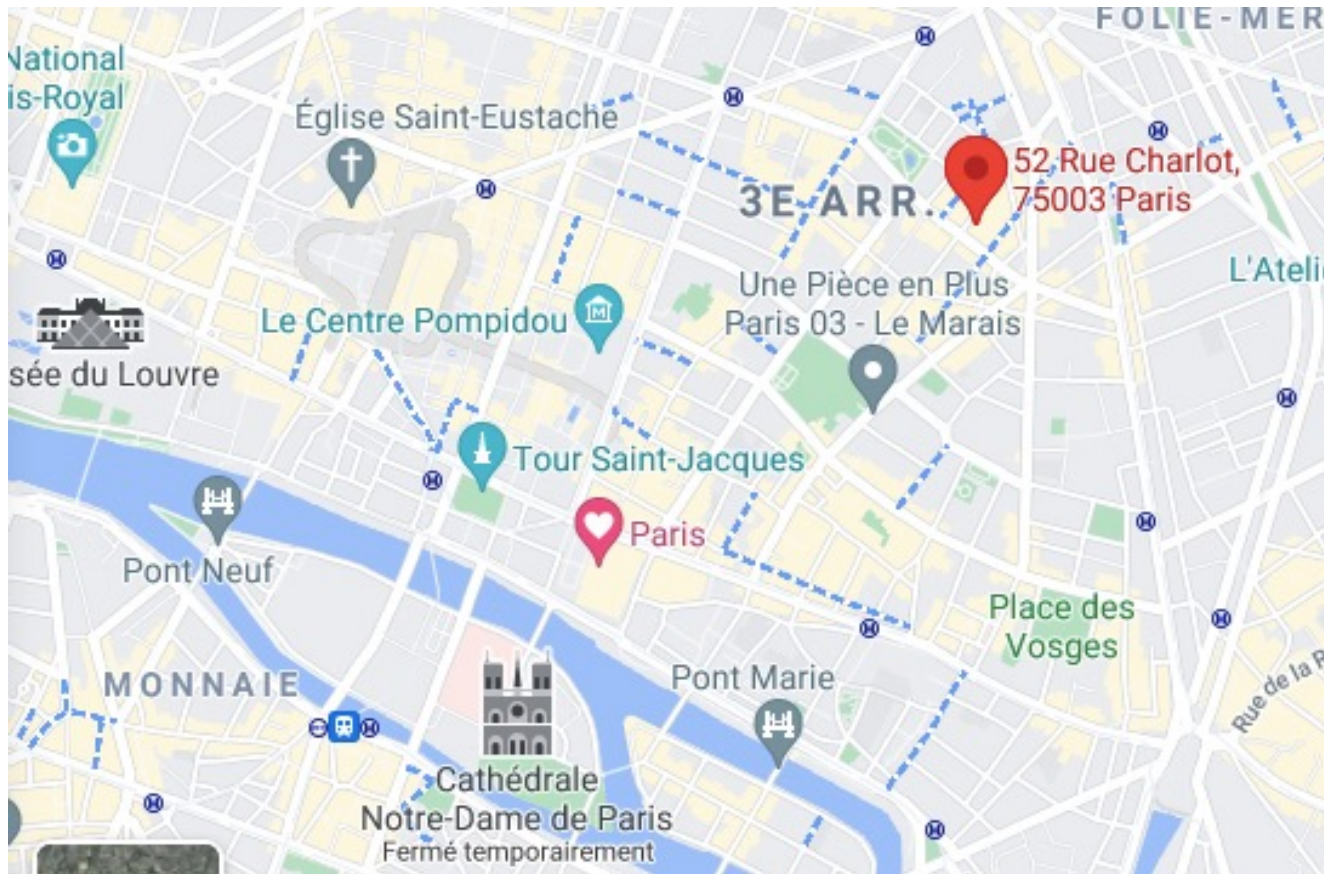 FOLIE-MER
National
is-Royal
Église Saint-Eustache
52 Rue Charlot,
75003 Paris
3E ARR.
L'Ateli
Une Pièce en Plus
Paris 03 - Le Marais
Le Centre Pompidou
M
sée du Louvre
Tour Saint-Jacques
Paris
Pont Neuf
Place des
Vosges
Pont Marie
MONNAIE
Rue de la R
Cathédrale
Notre-Dame de Paris
Fermé temporairement